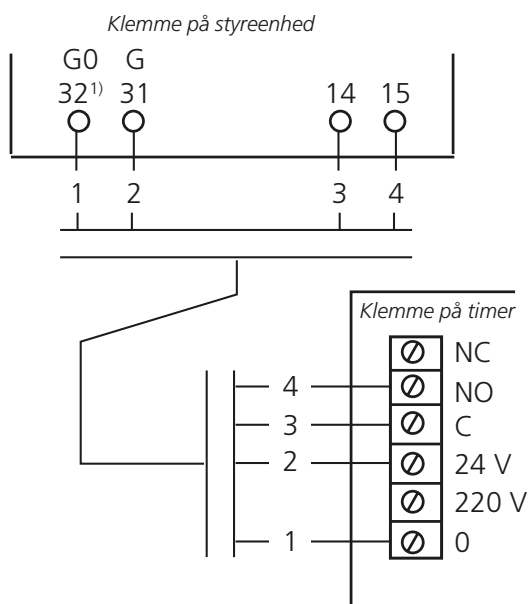 Klemme på styreenhed
G0 G
32¹⁾ 31 14 15
1 2 3 4
Klemme på timer
NC
4 NO
3 C
2 24 V
220 V
1 0